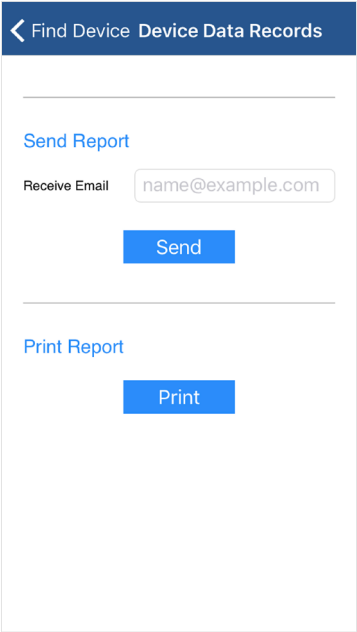 Find Device Device Data Records
Send Report
Receive Email name@example.com
Send
Print Report
Print